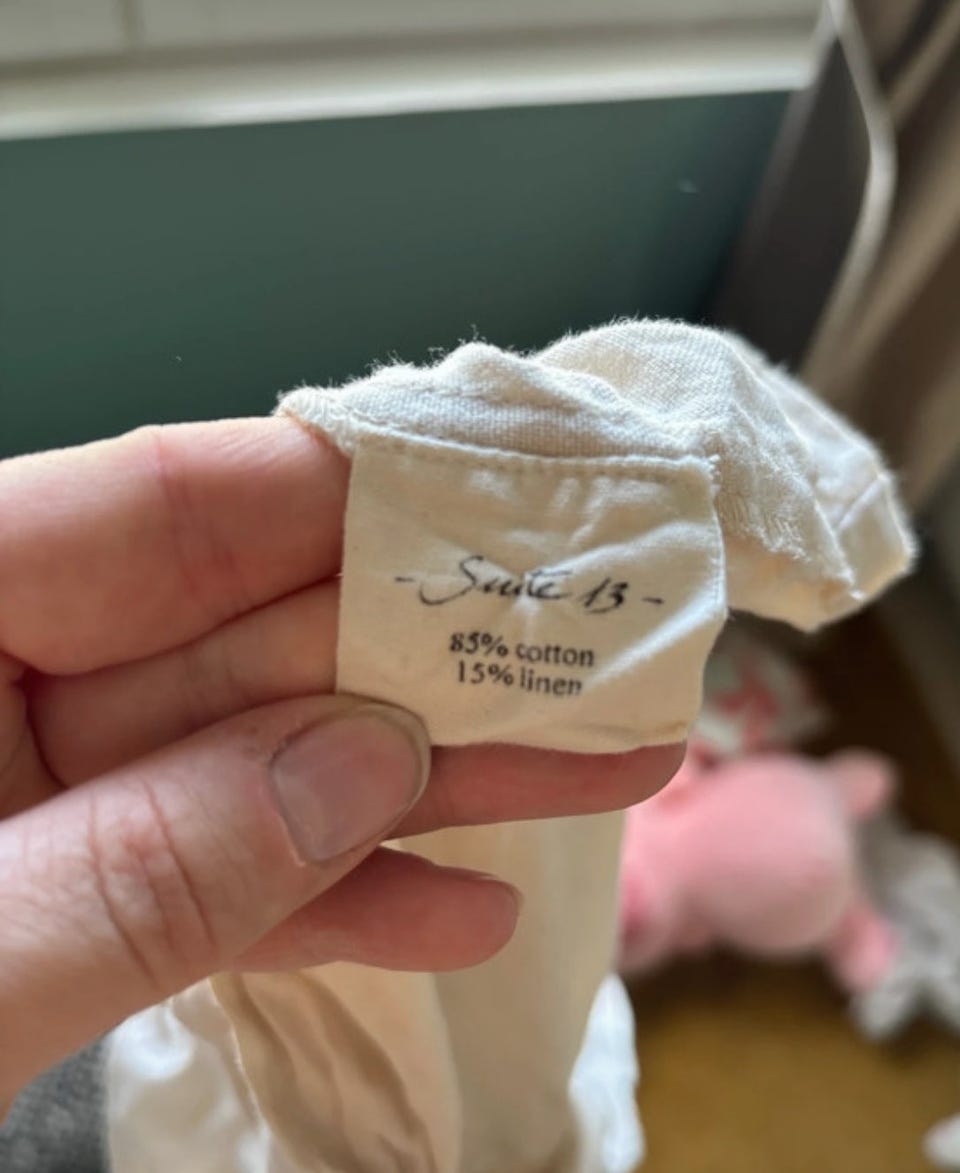 - Suite 13 -
85% cotton
15% linen